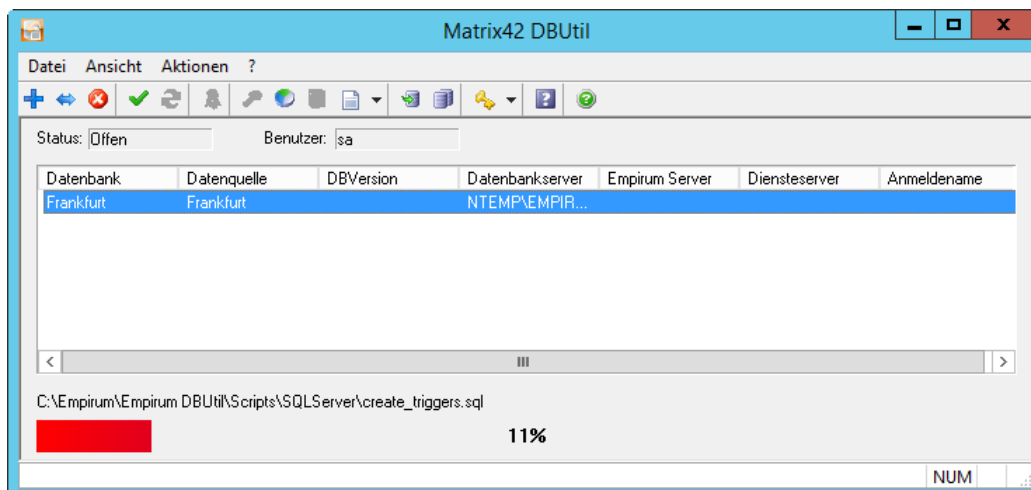 Matrix42 DBUtil
Datei Ansicht Aktionen ?
Status: Offen Benutzer: sa
Datenbank Datenquelle DBVersion Datenbankserver Empirum Server Diensteserver Anmeldename
Frankfurt Frankfurt NTEMP\EMPIR...
C:\Empirum\Empirum DBUtil\Scripts\SQLServer\create_triggers.sql
11%
NUM